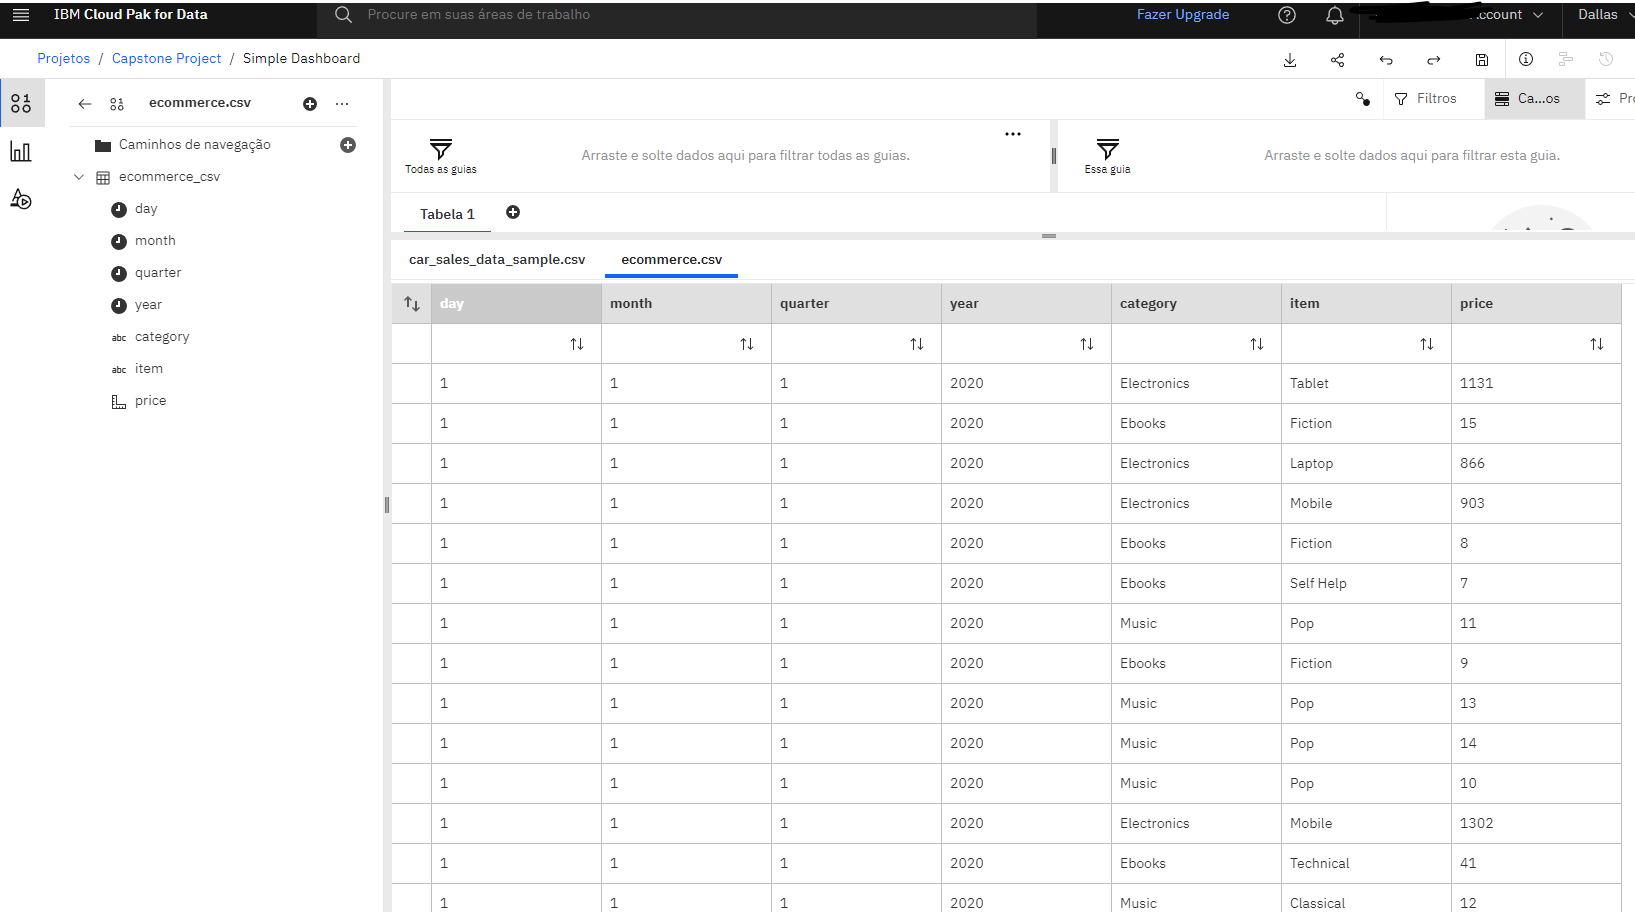 IBM Cloud Pak for Data Procure em suas áreas de trabalho Fazer Upgrade Dallas
Projetos / Capstone Project / Simple Dashboard
ecommerce.csv
Filtros Ca...os
Caminhos de navegação
ecommerce_csv
day
month
quarter
year
abc category
abc item
price
Todas as guias Arraste e solte dados aqui para filtrar todas as guias.
Essa guia Arraste e solte dados aqui para filtrar esta guia.
Tabela 1
car_sales_data_sample.csv ecommerce.csv
day month quarter year category item price
1 1 1 2020 Electronics Tablet 1131
1 1 1 2020 Ebooks Fiction 15
1 1 1 2020 Electronics Laptop 866
1 1 1 2020 Electronics Mobile 903
1 1 1 2020 Ebooks Fiction 8
1 1 1 2020 Ebooks Self Help 7
1 1 1 2020 Music Pop 11
1 1 1 2020 Ebooks Fiction 9
1 1 1 2020 Music Pop 13
1 1 1 2020 Music Pop 14
1 1 1 2020 Music Pop 10
1 1 1 2020 Electronics Mobile 1302
1 1 1 2020 Ebooks Technical 41
1 1 1 2020 Music Classical 12